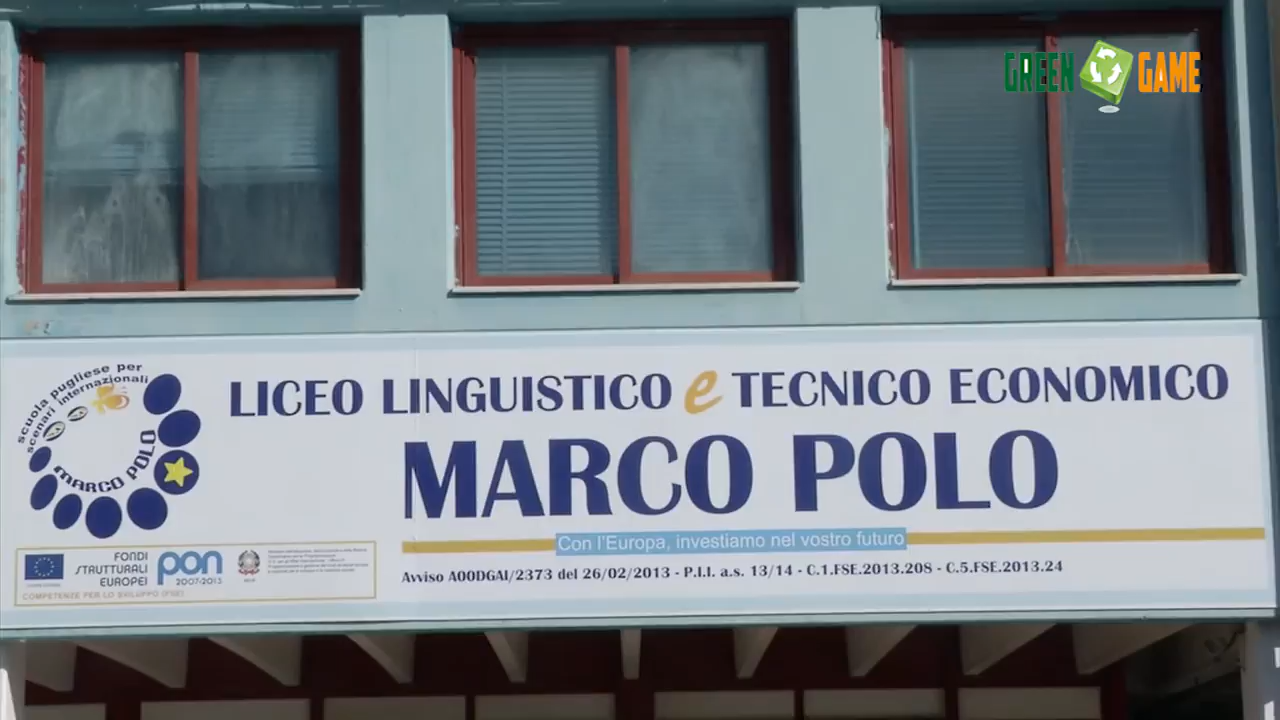 GREEN GAME
scuola pugliese per
scenari internazionali
MARCO POLO
LICEO LINGUISTICO e TECNICO ECONOMICO
MARCO POLO
Con l'Europa, investiamo nel vostro futuro
Avviso A00DGAI/2373 del 26/02/2013 - P.I.I. a.s. 13/14 - C.1.FSE.2013.208 - C.5.FSE.2013.24
FONDI
STRUTTURALI
EUROPEI
pon
2007-2013
COMPETENZE PER LO SVILUPPO (FSE)